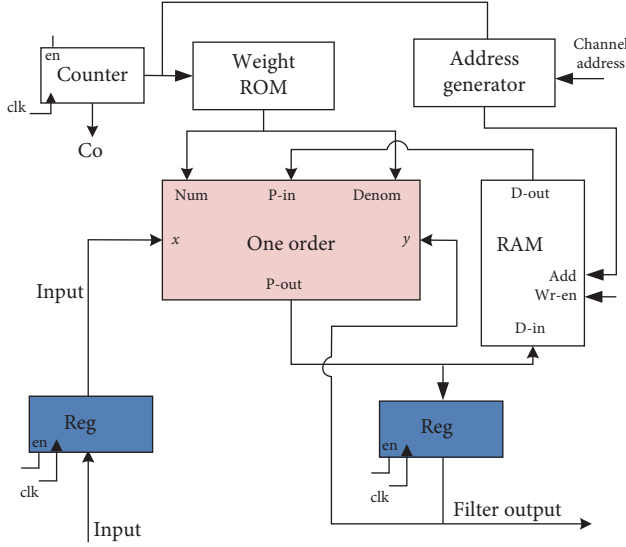 en
Counter
clk
Co
Weight
ROM
Address
generator
Channel
address
Num
P-in
Denom
x
One order
y
P-out
D-out
RAM
Add
Wr-en
D-in
Input
Reg
en
clk
Input
Reg
en
clk
Filter output